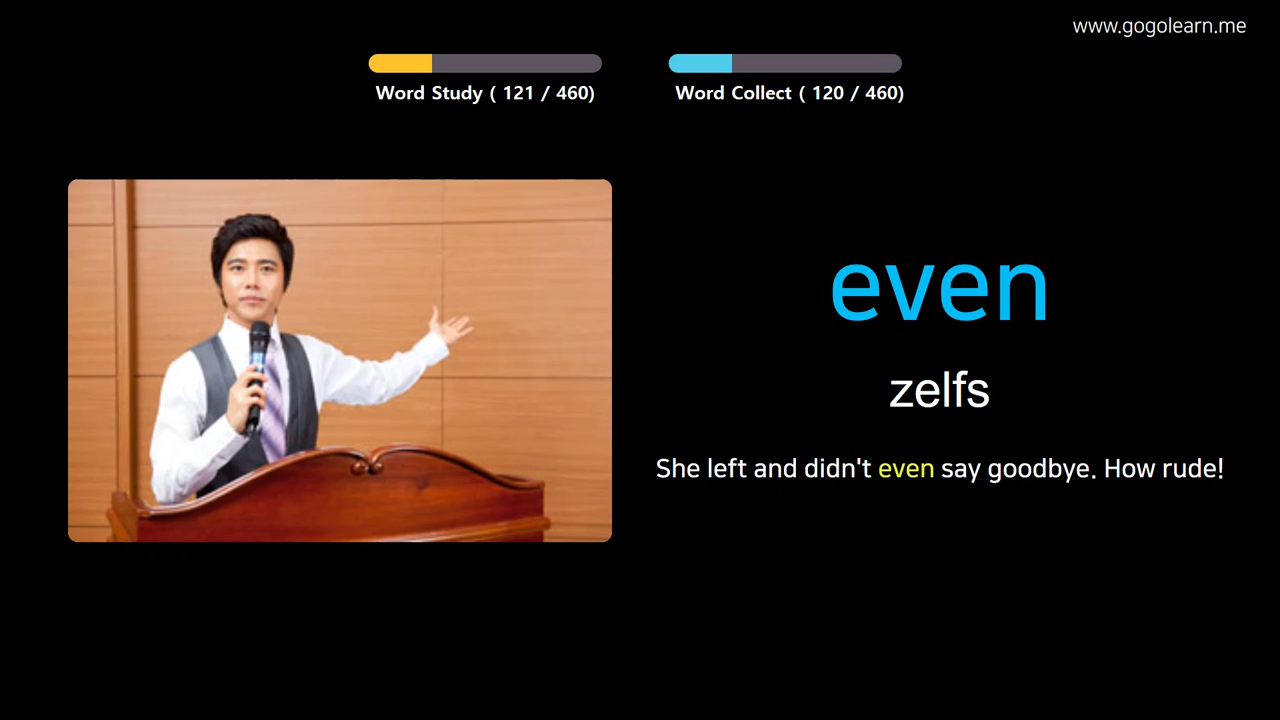 www.gogolearn.me
Word Study ( 121 / 460)
Word Collect ( 120 / 460)
even
zelfs
She left and didn't even say goodbye. How rude!